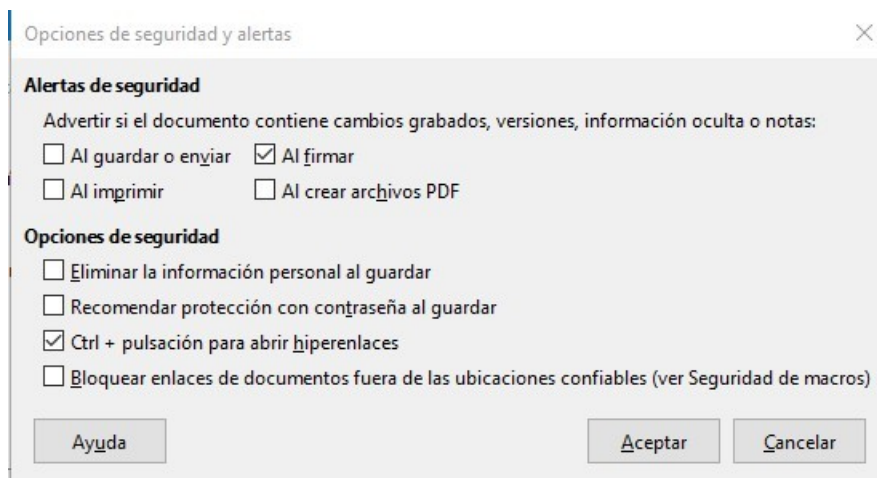 Opciones de seguridad y alertas
Alertas de seguridad
Advertir si el documento contiene cambios grabados, versiones, información oculta o notas:
Al guardar o enviar Al firmar
Al imprimir Al crear archivos PDF
Opciones de seguridad
Eliminar la información personal al guardar
Recomendar protección con contraseña al guardar
Ctrl + pulsación para abrir hiperenlaces
Bloquear enlaces de documentos fuera de las ubicaciones confiables (ver Seguridad de macros)
Ayuda Aceptar Cancelar